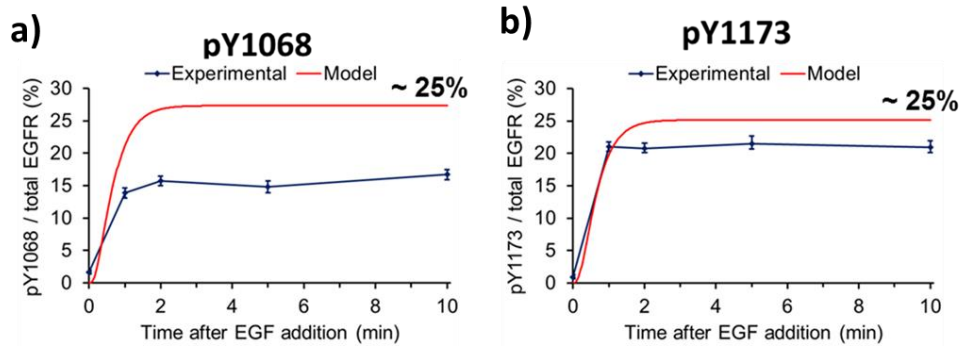 a)
pY1068
Experimental Model
~ 25%
pY1068 / total EGFR (%)
30
25
20
15
10
5
0
0 2 4 6 8 10
Time after EGF addition (min)
b)
pY1173
Experimental Model
~ 25%
pY1173 / total EGFR (%)
30
25
20
15
10
5
0
0 2 4 6 8 10
Time after EGF addition (min)